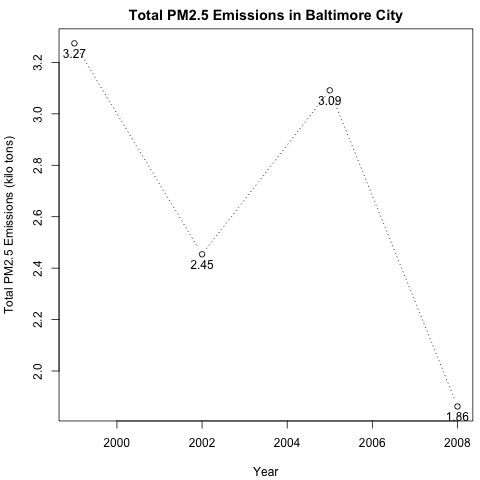 Total PM2.5 Emissions in Baltimore City
Total PM2.5 Emissions (kilo tons)
3.2
3.0
2.8
2.6
2.4
2.2
2.0
3.27
2.45
3.09
1.86
2000 2002 2004 2006 2008
Year